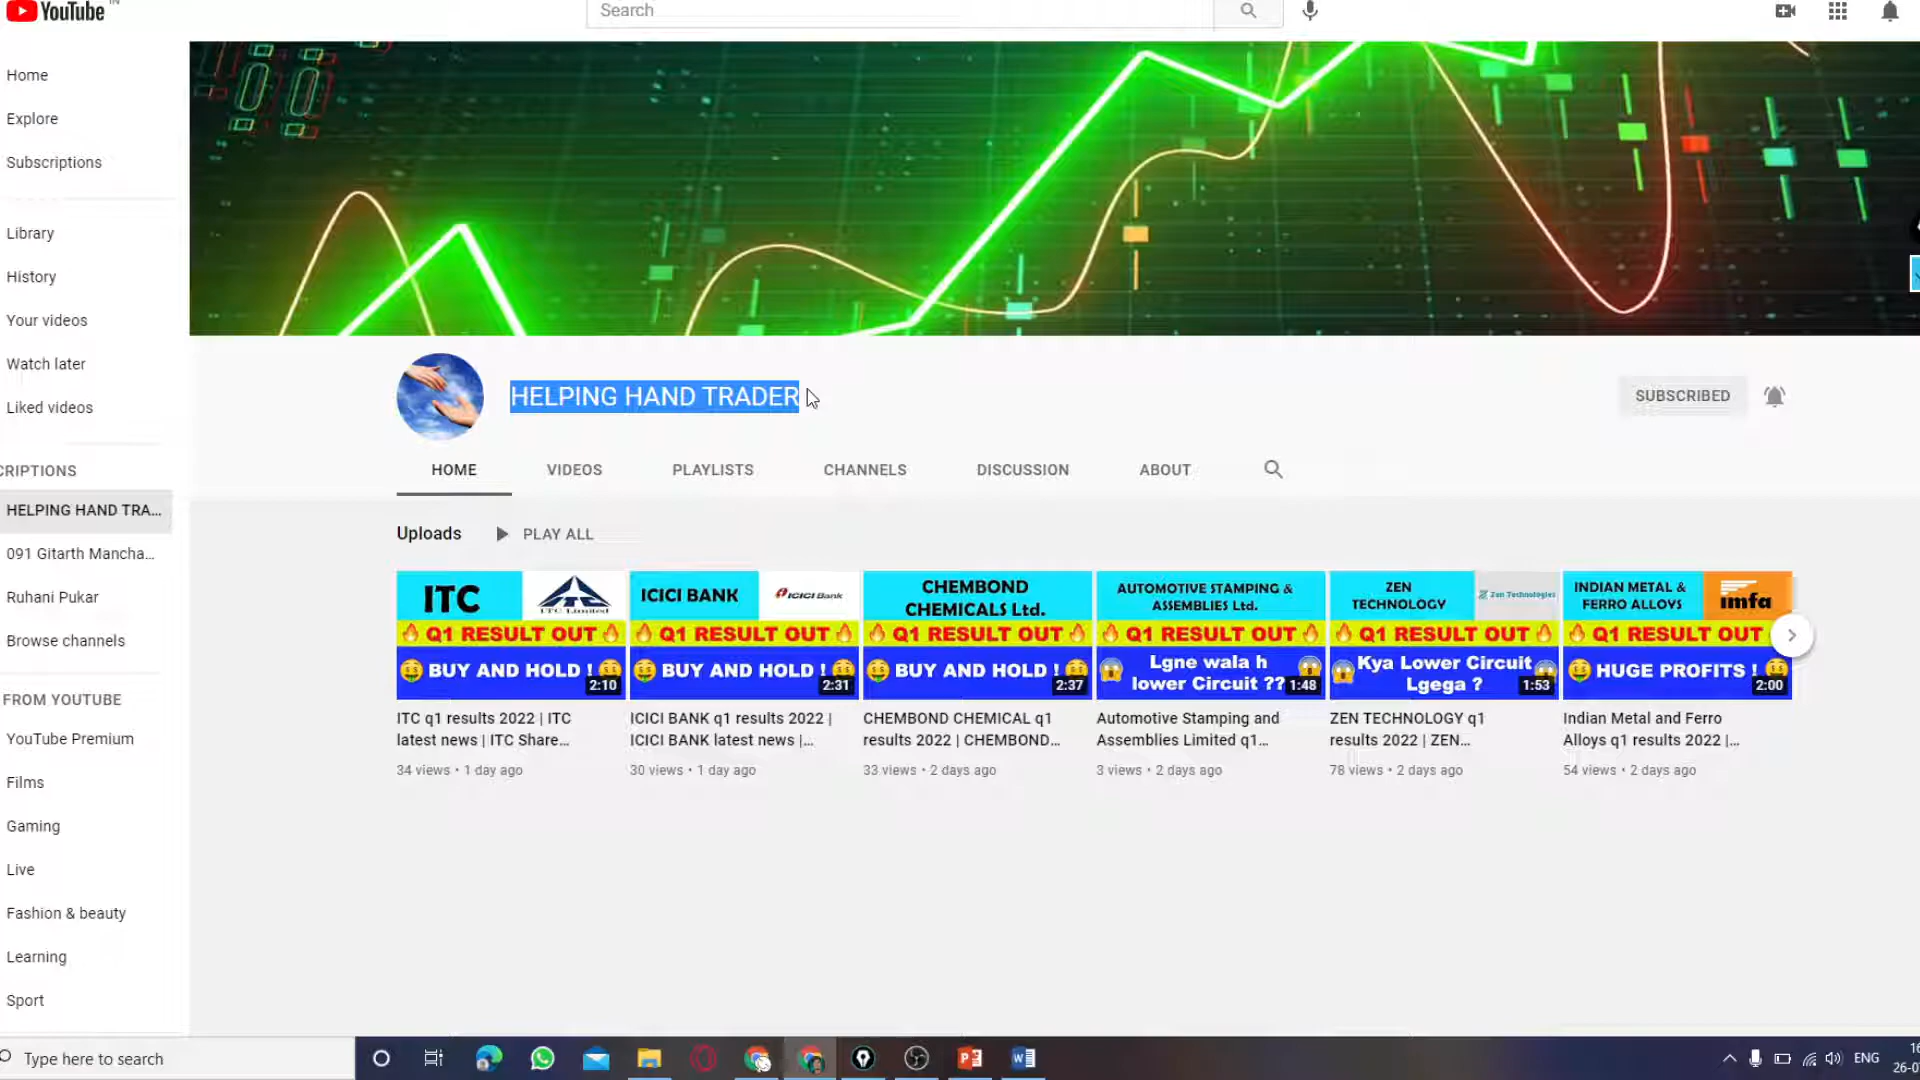 YouTube IN
Search
Home
Explore
Subscriptions
Library
History
Your videos
Watch later
Liked videos
CRIPTIONS
HELPING HAND TRA...
091 Gitarth Mancha...
Ruhani Pukar
Browse channels
FROM YOUTUBE
YouTube Premium
Films
Gaming
Live
Fashion & beauty
Learning
Sport
HELPING HAND TRADER
SUBSCRIBED
HOME VIDEOS PLAYLISTS CHANNELS DISCUSSION ABOUT
Uploads PLAY ALL
ITC
ITC Limited
Q1 RESULT OUT
BUY AND HOLD !
2:10
ITC q1 results 2022 | ITC
latest news | ITC Share...
34 views • 1 day ago
ICICI BANK
ICICI Bank
Q1 RESULT OUT
BUY AND HOLD !
2:31
ICICI BANK q1 results 2022 |
ICICI BANK latest news |...
30 views • 1 day ago
CHEMBOND
CHEMICALS Ltd.
Q1 RESULT OUT
BUY AND HOLD !
2:37
CHEMBOND CHEMICAL q1
results 2022 | CHEMBOND...
33 views • 2 days ago
AUTOMOTIVE STAMPING &
ASSEMBLIES Ltd.
Q1 RESULT OUT
Lgne wala h
lower Circuit ??
1:48
Automotive Stamping and
Assemblies Limited q1...
3 views • 2 days ago
ZEN
TECHNOLOGY
Zen Technologies
Q1 RESULT OUT
Kya Lower Circuit
Lgega ?
1:53
ZEN TECHNOLOGY q1
results 2022 | ZEN...
78 views • 2 days ago
INDIAN METAL &
FERRO ALLOYS
imfa
Q1 RESULT OUT
HUGE PROFITS !
2:00
Indian Metal and Ferro
Alloys q1 results 2022 |...
54 views • 2 days ago
Type here to search
ENG
16
26-0